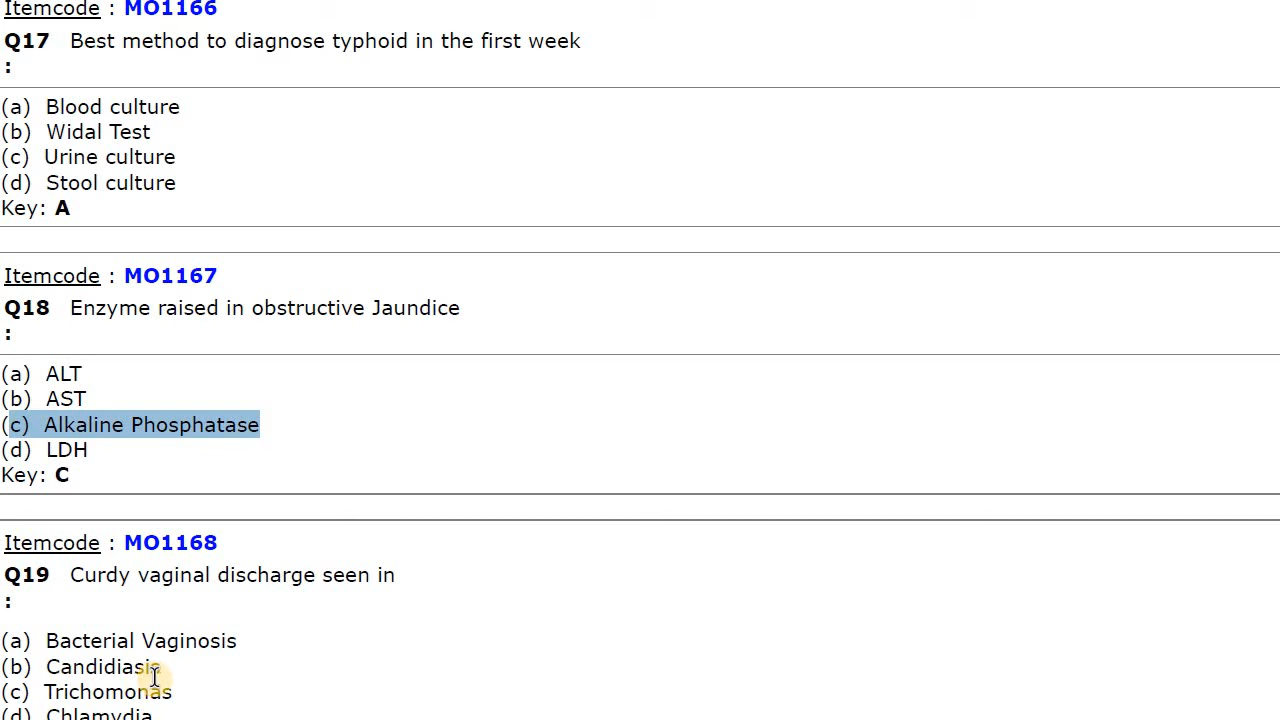 Itemcode : MO1166
Q17 Best method to diagnose typhoid in the first week
:
(a) Blood culture
(b) Widal Test
(c) Urine culture
(d) Stool culture
Key: A
Itemcode : MO1167
Q18 Enzyme raised in obstructive Jaundice
:
(a) ALT
(b) AST
(c) Alkaline Phosphatase
(d) LDH
Key: C
Itemcode : MO1168
Q19 Curdy vaginal discharge seen in
:
(a) Bacterial Vaginosis
(b) Candidiasis
(c) Trichomonas
(d) Chlamydia